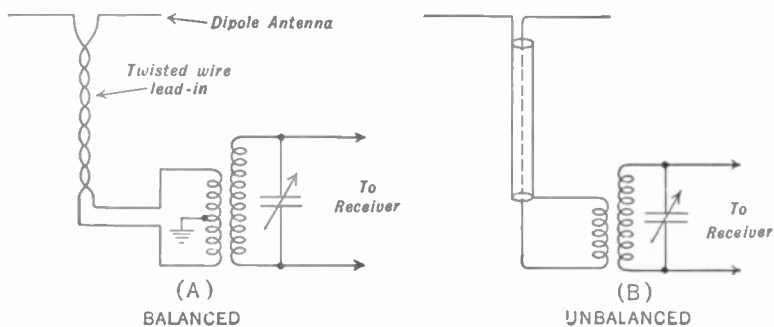 Dipole Antenna
Twisted wire
lead-in
To
Receiver
(A)
BALANCED
To
Receiver
(B)
UNBALANCED